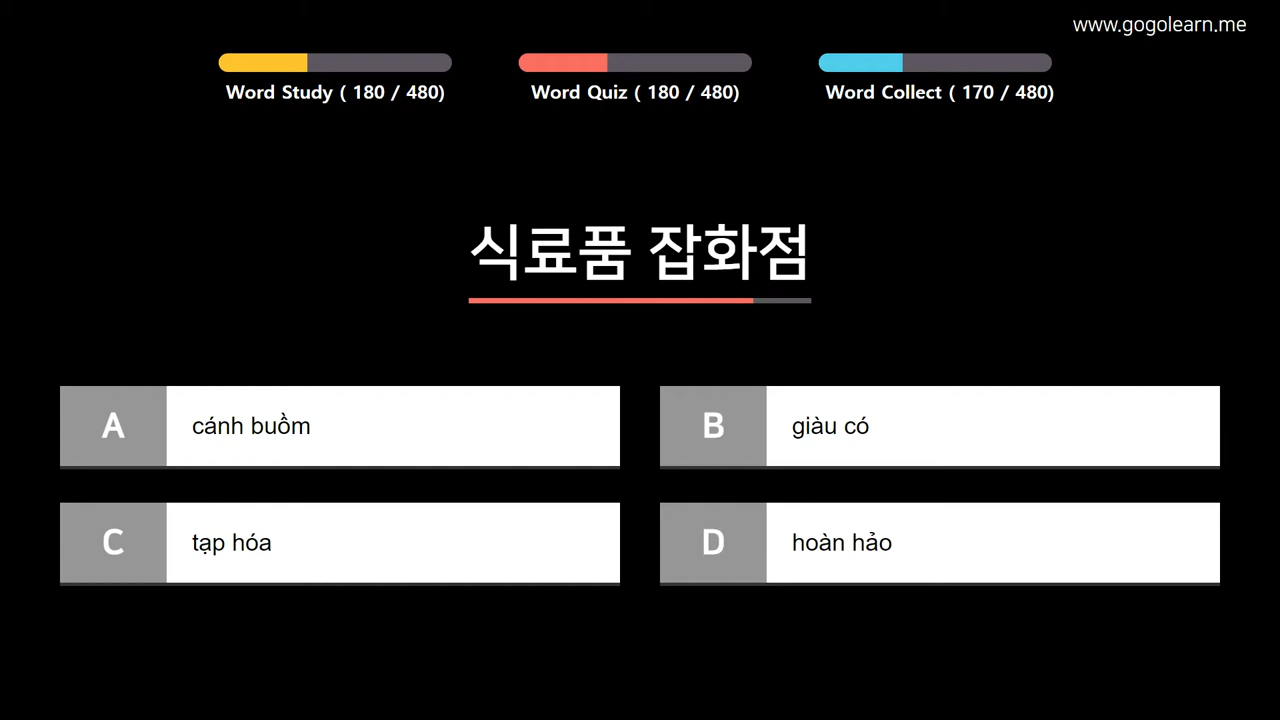 www.gogolearn.me
Word Study ( 180 / 480)
Word Quiz ( 180 / 480)
Word Collect ( 170 / 480)
식료품 잡화점
A cánh buồm
B giàu có
C tạp hóa
D hoàn hảo